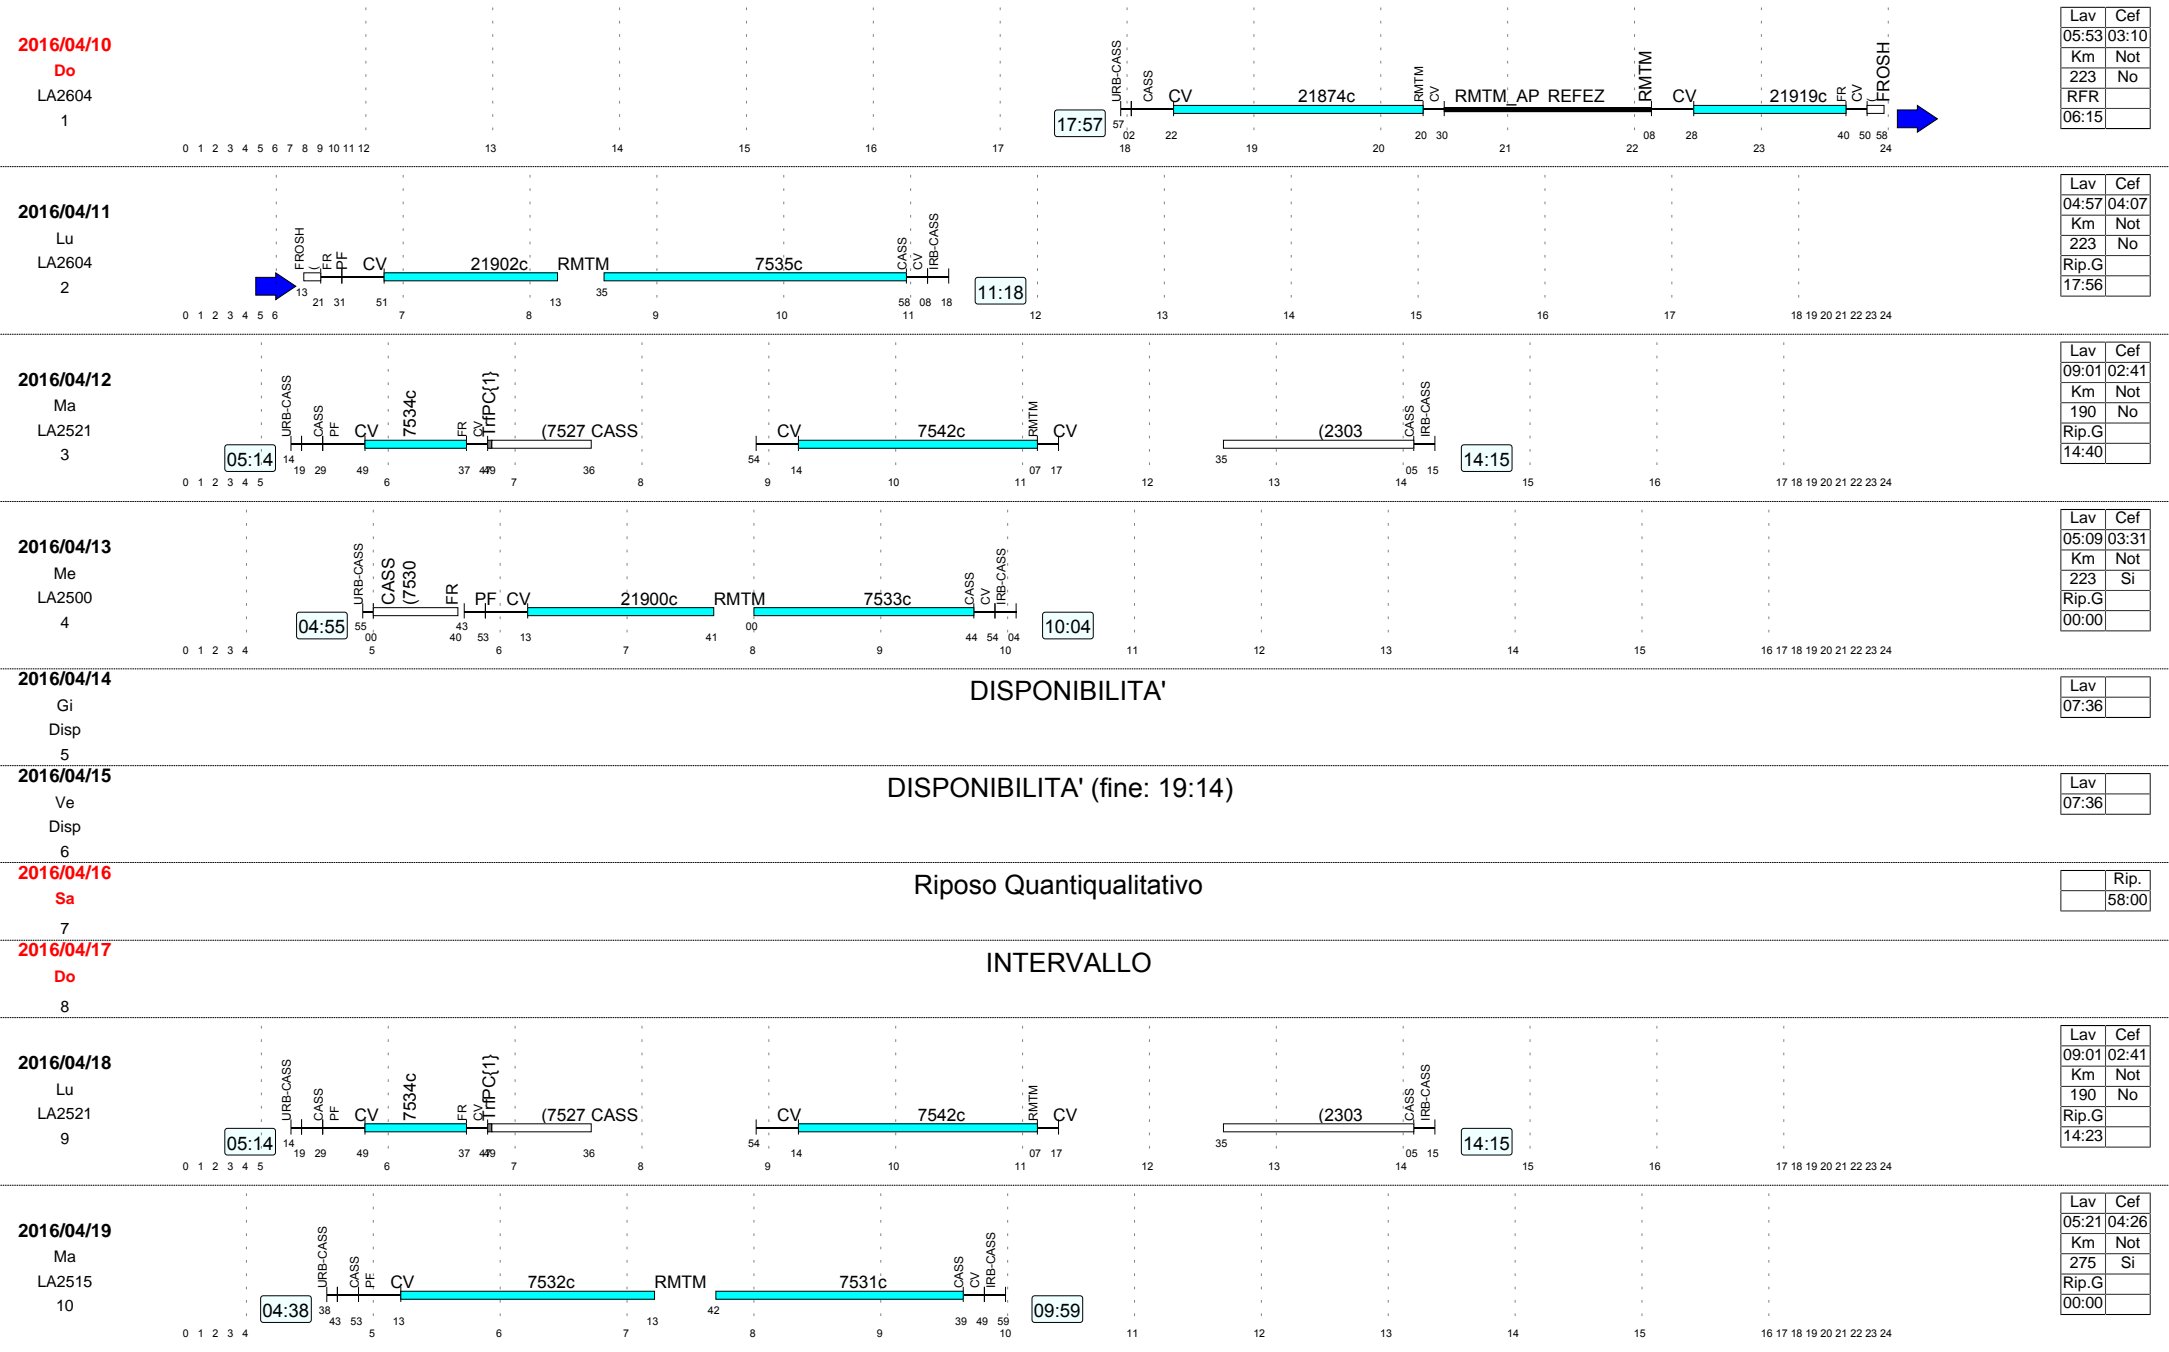 2016/04/10
Do
LA2604
1
17:57
URB-CASS CASS CV 21874c RMTM CV RMTM_AP REFEZ RMTM CV 21919c FR CV ( FROSH
57 02 22 20 30 08 28 40 50 58
0 1 2 3 4 5 6 7 8 9 10 11 12 13 14 15 16 17 18 19 20 21 22 23 24
Lav Cef
05:53 03:10
Km Not
223 No
RFR
06:15
2016/04/11
Lu
LA2604
2
FROSH ( FR PF CV 21902c RMTM 7535c CASS CV IRB-CASS
13 21 31 51 13 35 58 08 18
11:18
0 1 2 3 4 5 6 7 8 9 10 11 12 13 14 15 16 17 18 19 20 21 22 23 24
Lav Cef
04:57 04:07
Km Not
223 No
Rip.G
17:56
2016/04/12
Ma
LA2521
3
05:14
URB-CASS CASS PF CV 7534c FR CV TrfPC{1} (7527 CASS CV 7542c RMTM CV (2303 CASS IRB-CASS
14 19 29 49 37 47 49 36 54 14 07 17 35 05 15
14:15
0 1 2 3 4 5 6 7 8 9 10 11 12 13 14 15 16 17 18 19 20 21 22 23 24
Lav Cef
09:01 02:41
Km Not
190 No
Rip.G
14:40
2016/04/13
Me
LA2500
4
04:55
URB-CASS CASS (7530 FR PF CV 21900c RMTM 7533c CASS CV IRB-CASS
55 00 40 43 53 13 41 00 44 54 04
10:04
0 1 2 3 4 5 6 7 8 9 10 11 12 13 14 15 16 17 18 19 20 21 22 23 24
Lav Cef
05:09 03:31
Km Not
223 Si
Rip.G
00:00
2016/04/14
Gi
Disp
5
DISPONIBILITA'
Lav
07:36
2016/04/15
Ve
Disp
6
DISPONIBILITA' (fine: 19:14)
Lav
07:36
2016/04/16
Sa
7
Riposo Quantiqualitativo
Rip.
58:00
2016/04/17
Do
8
INTERVALLO
2016/04/18
Lu
LA2521
9
05:14
URB-CASS CASS PF CV 7534c FR CV TrfPC{1} (7527 CASS CV 7542c RMTM CV (2303 CASS IRB-CASS
14 19 29 49 37 47 49 36 54 14 07 17 35 05 15
14:15
0 1 2 3 4 5 6 7 8 9 10 11 12 13 14 15 16 17 18 19 20 21 22 23 24
Lav Cef
09:01 02:41
Km Not
190 No
Rip.G
14:23
2016/04/19
Ma
LA2515
10
04:38
URB-CASS CASS PF CV 7532c RMTM 7531c CASS CV IRB-CASS
38 43 53 13 13 42 39 49 59
09:59
0 1 2 3 4 5 6 7 8 9 10 11 12 13 14 15 16 17 18 19 20 21 22 23 24
Lav Cef
05:21 04:26
Km Not
275 Si
Rip.G
00:00